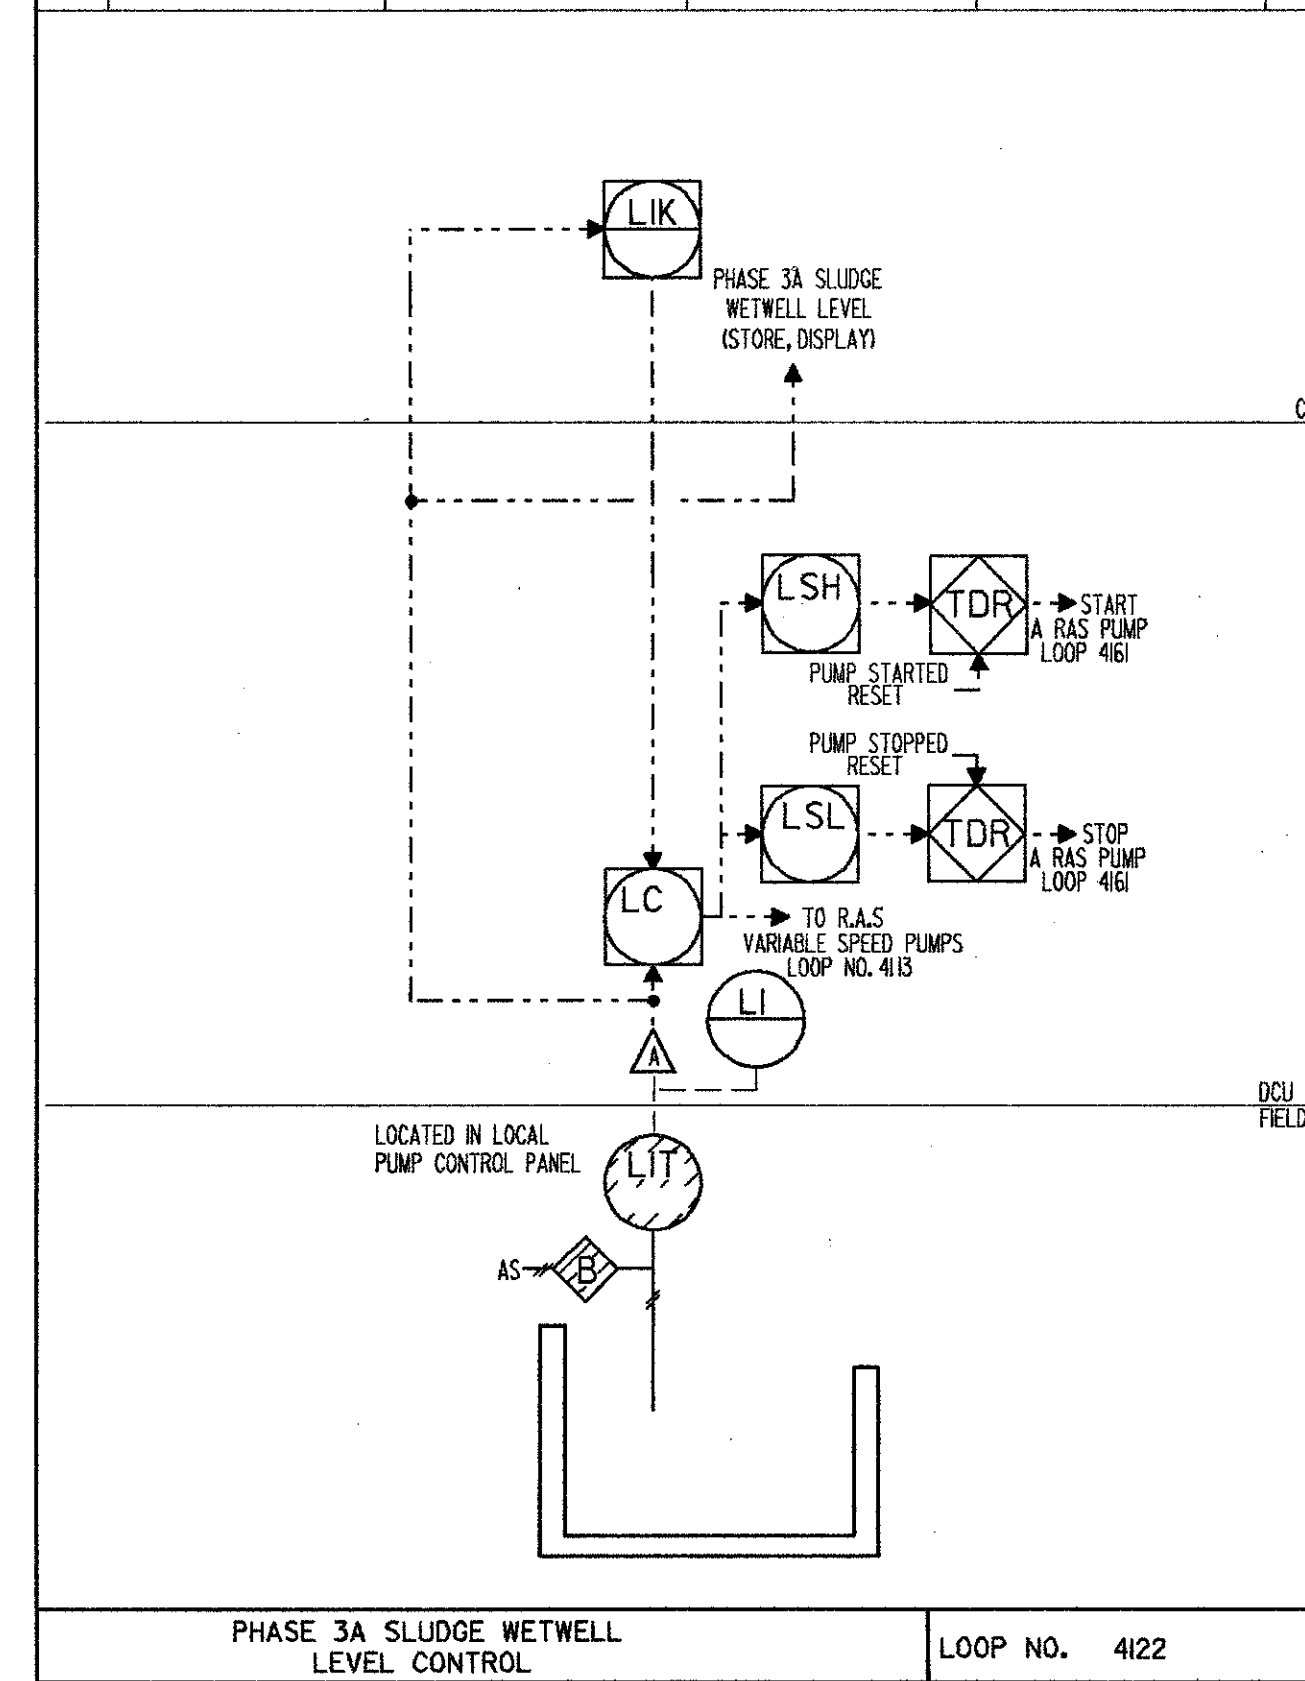 LIK
PHASE 3A SLUDGE
WETWELL LEVEL
(STORE, DISPLAY)
C
LSH
TDR
START
A RAS PUMP
LOOP 4161
PUMP STARTED
RESET
PUMP STOPPED
RESET
LSL
TDR
STOP
A RAS PUMP
LOOP 4161
LC
TO R.A.S
VARIABLE SPEED PUMPS
LOOP NO. 4113
LI
A
DCU
FIELD
LOCATED IN LOCAL
PUMP CONTROL PANEL
LIT
AS
B
PHASE 3A SLUDGE WETWELL
LEVEL CONTROL
LOOP NO. 4122